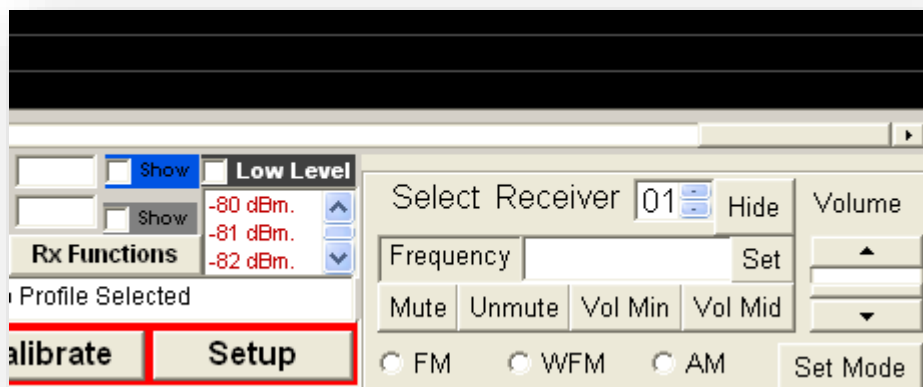 Show Low Level
Show
-80 dBm.
-81 dBm.
-82 dBm.
Rx Functions
Profile Selected
alibrate Setup
Select Receiver 01 Hide Volume
Frequency Set
Mute Unmute Vol Min Vol Mid
FM WFM AM Set Mode